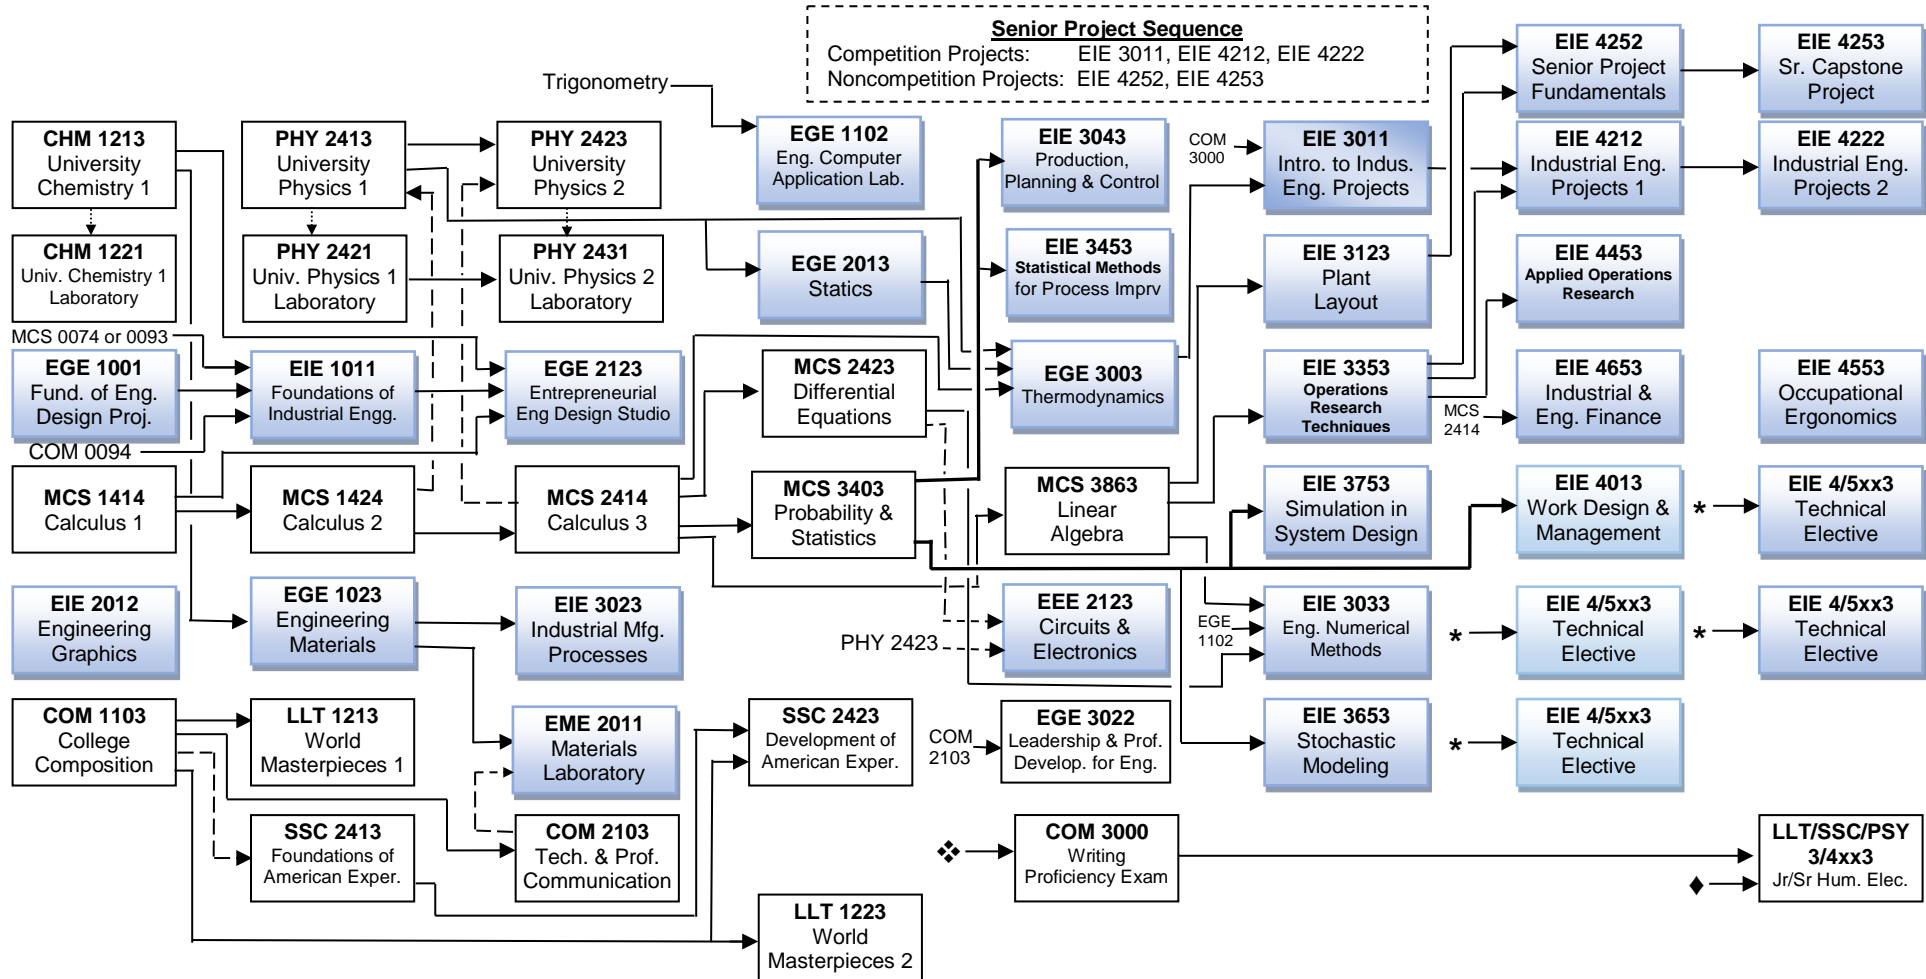 Senior Project Sequence
Competition Projects: EIE 3011, EIE 4212, EIE 4222
Noncompetition Projects: EIE 4252, EIE 4253
EIE 4252
Senior Project
Fundamentals
EIE 4253
Sr. Capstone
Project
Trigonometry
CHM 1213
University
Chemistry 1
PHY 2413
University
Physics 1
PHY 2423
University
Physics 2
EGE 1102
Eng. Computer
Application Lab.
EIE 3043
Production,
Planning & Control
COM
3000
EIE 3011
Intro. to Indus.
Eng. Projects
EIE 4212
Industrial Eng.
Projects 1
EIE 4222
Industrial Eng.
Projects 2
CHM 1221
Univ. Chemistry 1
Laboratory
PHY 2421
Univ. Physics 1
Laboratory
PHY 2431
Univ. Physics 2
Laboratory
EGE 2013
Statics
EIE 3453
Statistical Methods
for Process Imprv
EIE 3123
Plant
Layout
EIE 4453
Applied Operations
Research
MCS 0074 or 0093
EGE 1001
Fund. of Eng.
Design Proj.
EIE 1011
Foundations of
Industrial Engg.
EGE 2123
Entrepreneurial
Eng Design Studio
MCS 2423
Differential
Equations
EGE 3003
Thermodynamics
EIE 3353
Operations
Research
Techniques
MCS
2414
EIE 4653
Industrial &
Eng. Finance
EIE 4553
Occupational
Ergonomics
COM 0094
MCS 1414
Calculus 1
MCS 1424
Calculus 2
MCS 2414
Calculus 3
MCS 3403
Probability &
Statistics
MCS 3863
Linear
Algebra
EIE 3753
Simulation in
System Design
EIE 4013
Work Design &
Management
*
EIE 4/5xx3
Technical
Elective
EIE 2012
Engineering
Graphics
EGE 1023
Engineering
Materials
EIE 3023
Industrial Mfg.
Processes
PHY 2423
EEE 2123
Circuits &
Electronics
EGE
1102
EIE 3033
Eng. Numerical
Methods
*
EIE 4/5xx3
Technical
Elective
*
EIE 4/5xx3
Technical
Elective
COM 1103
College
Composition
LLT 1213
World
Masterpieces 1
EME 2011
Materials
Laboratory
SSC 2423
Development of
American Exper.
COM
2103
EGE 3022
Leadership & Prof.
Develop. for Eng.
EIE 3653
Stochastic
Modeling
*
EIE 4/5xx3
Technical
Elective
SSC 2413
Foundations of
American Exper.
COM 2103
Tech. & Prof.
Communication
❖
COM 3000
Writing
Proficiency Exam
♦
LLT/SSC/PSY
3/4xx3
Jr/Sr Hum. Elec.
LLT 1223
World
Masterpieces 2